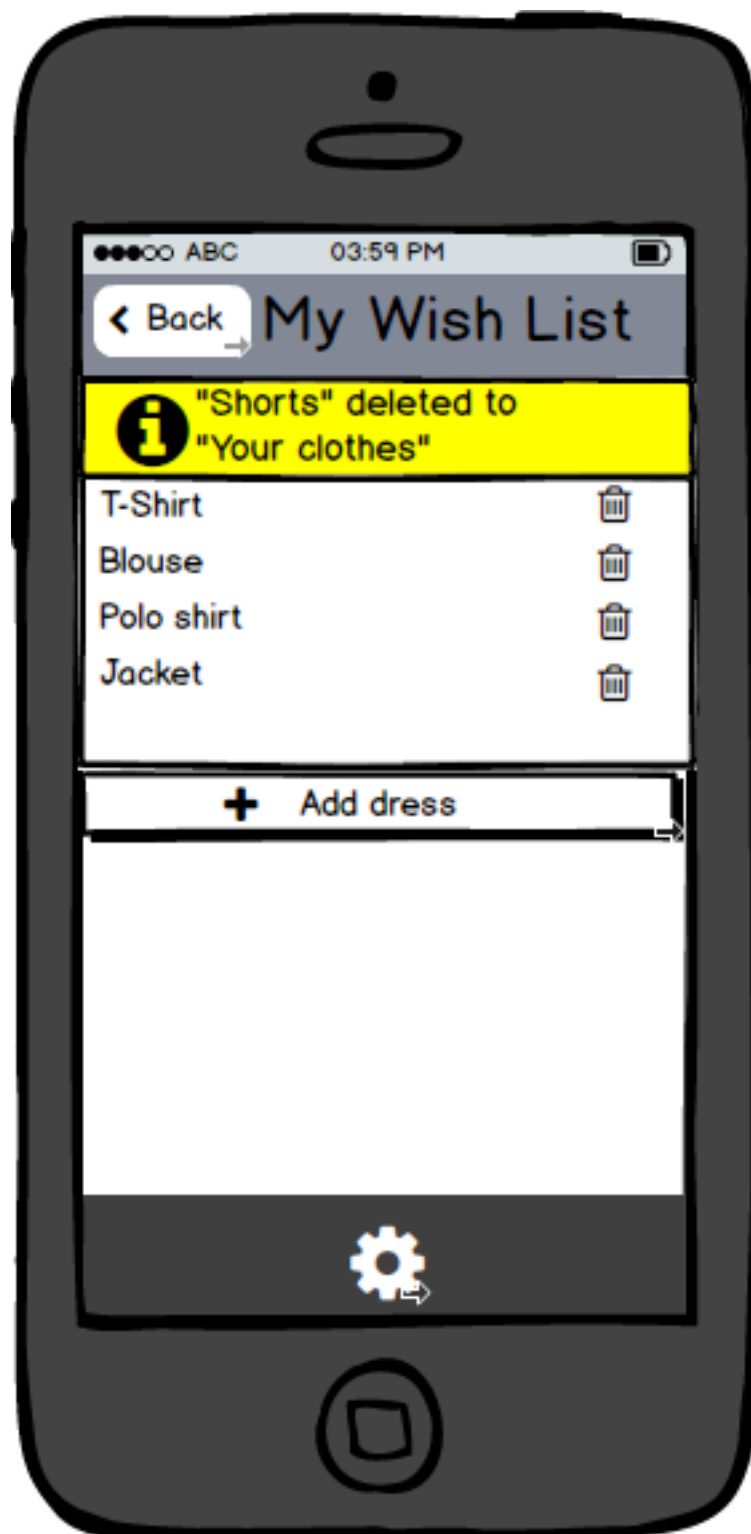 ABC 03:59 PM
Back My Wish List
"Shorts" deleted to
"Your clothes"
T-Shirt
Blouse
Polo shirt
Jacket
Add dress